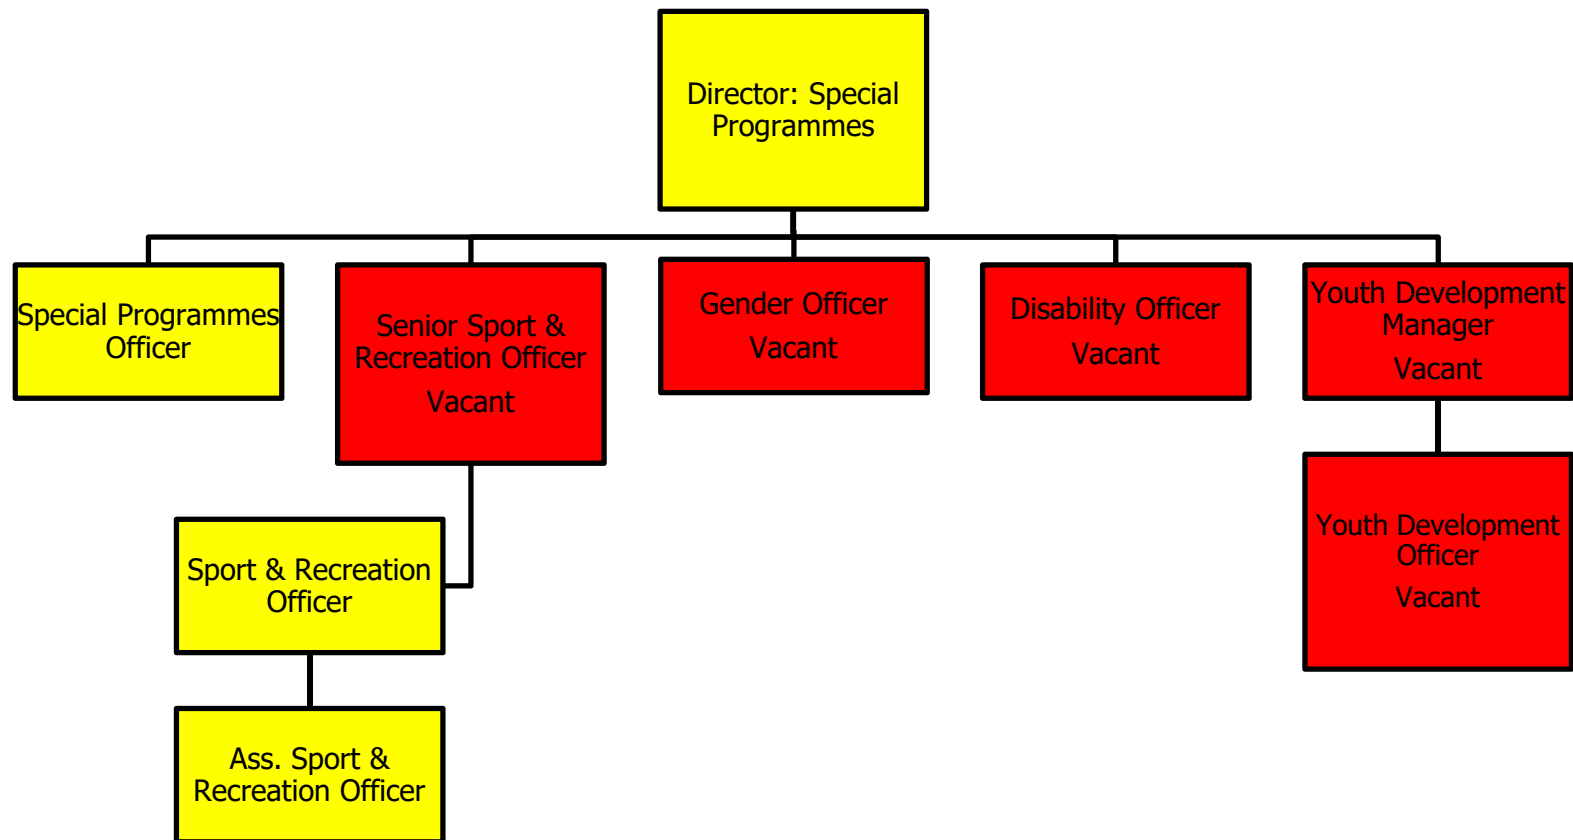 Director: Special
Programmes
Special Programmes
Officer
Senior Sport &
Recreation Officer
Vacant
Gender Officer
Vacant
Disability Officer
Vacant
Youth Development
Manager
Vacant
Sport & Recreation
Officer
Youth Development
Officer
Vacant
Ass. Sport &
Recreation Officer